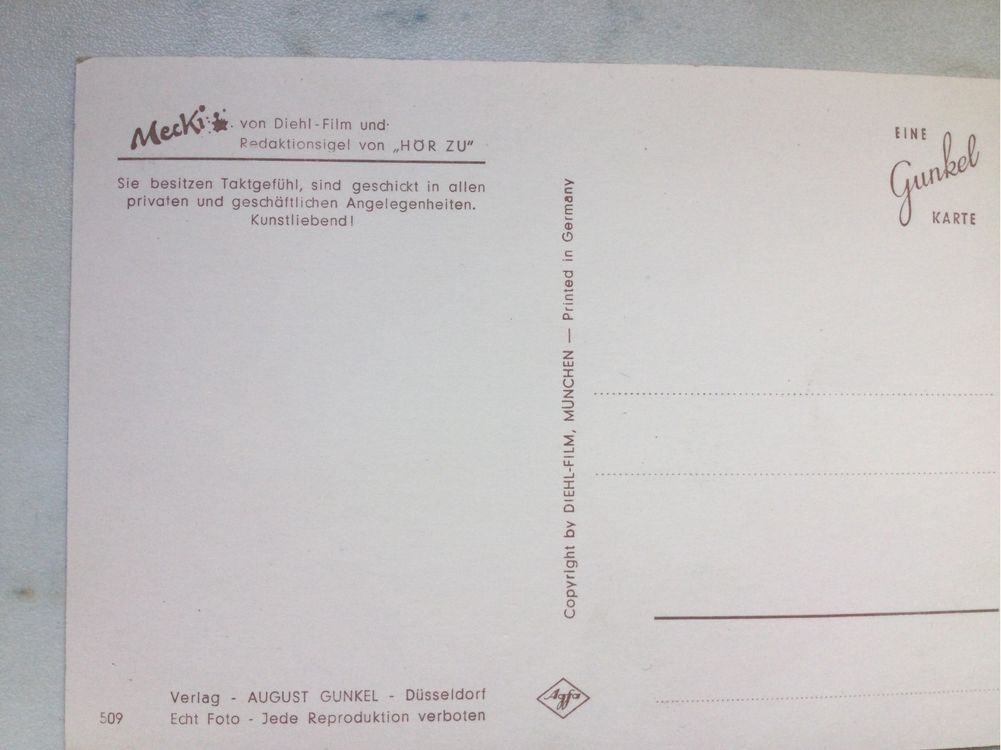 Mecki von Diehl-Film und
Redaktionsigel von „HÖR ZU“
Sie besitzen Taktgefühl, sind geschickt in allen
privaten und geschäftlichen Angelegenheiten.
Kunstliebend!
Copyright by DIEHL-FILM, MÜNCHEN — Printed in Germany
EINE
Gunkel
KARTE
Verlag - AUGUST GUNKEL - Düsseldorf
509 Echt Foto - Jede Reproduktion verboten
Agfa